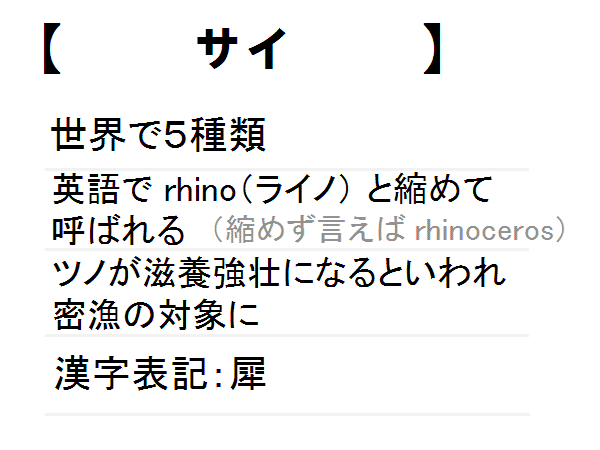 【 サイ 】
世界で5種類
英語で rhino（ライノ） と縮めて
呼ばれる （縮めず言えば rhinoceros）
ツノが滋養強壮になるといわれ
密漁の対象に
漢字表記：犀